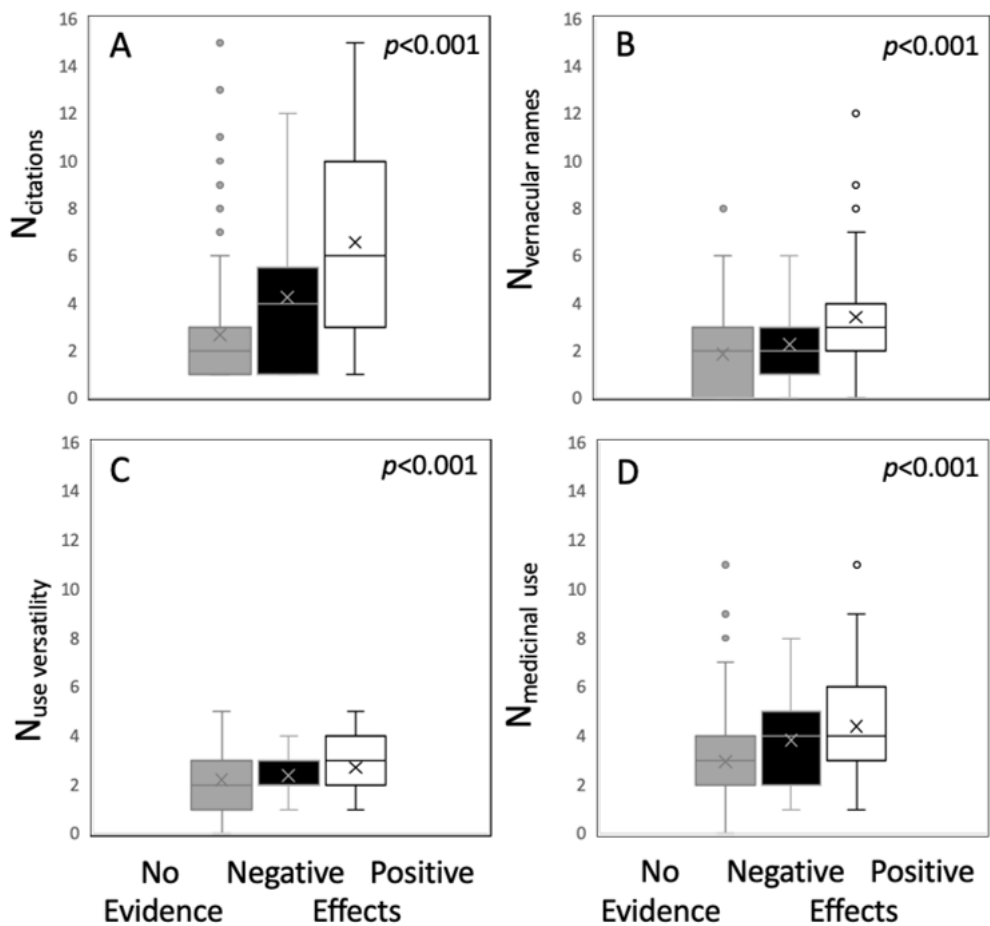 A
p<0.001
16
14
12
10
8
6
4
2
0
Ncitations
B
p<0.001
16
14
12
10
8
6
4
2
0
Nvernacular names
C
p<0.001
16
14
12
10
8
6
4
2
0
Nuse versatility
D
p<0.001
16
14
12
10
8
6
4
2
0
Nmedicinal use
No Negative Positive
Evidence Effects
No Negative Positive
Evidence Effects